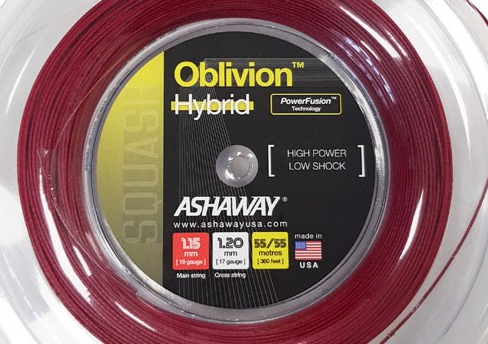 Oblivion™
Hybrid
PowerFusion™
Technology
SQUASH
HIGH POWER
LOW SHOCK
ASHAWAY®
www.ashawayusa.com
1.15
mm
[18 gauge]
Main string
1.20
mm
[17 gauge]
Cross string
55/55
metres
[360 feet]
made in
USA